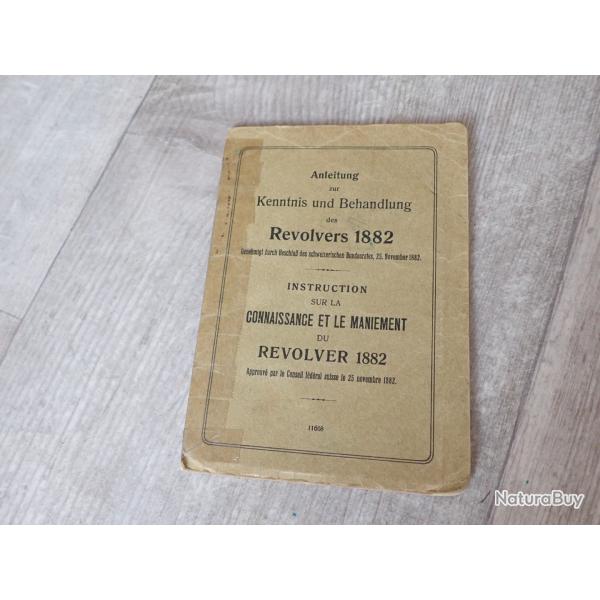 Anleitung
zur
Kenntnis und Behandlung
des
Revolvers 1882
Genehmigt durch Beschluß des schweizerischen Bundesrates, 25. November 1882.
INSTRUCTION
SUR LA
CONNAISSANCE ET LE MANIEMENT
DU
REVOLVER 1882
Approuvé par le Conseil fédéral suisse le 25 novembre 1882.
11668
NaturaBuy